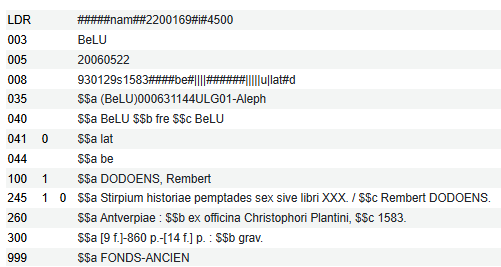 LDR #####nam##2200169#i#4500
003 BeLU
005 20060522
008 930129s1583####be#||||######|||||u|lat#d
035 $$a (BeLU)000631144ULG01-Aleph
040 $$a BeLU $$b fre $$c BeLU
041 0 $$a lat
044 $$a be
100 1 $$a DODOENS, Rembert
245 1 0 $$a Stirpium historiae pemptades sex sive libri XXX. / $$c Rembert DODOENS.
260 $$a Antverpiae : $$b ex officina Christophori Plantini, $$c 1583.
300 $$a [9 f.]-860 p.-[14 f.] p. : $$b grav.
999 $$a FONDS-ANCIEN